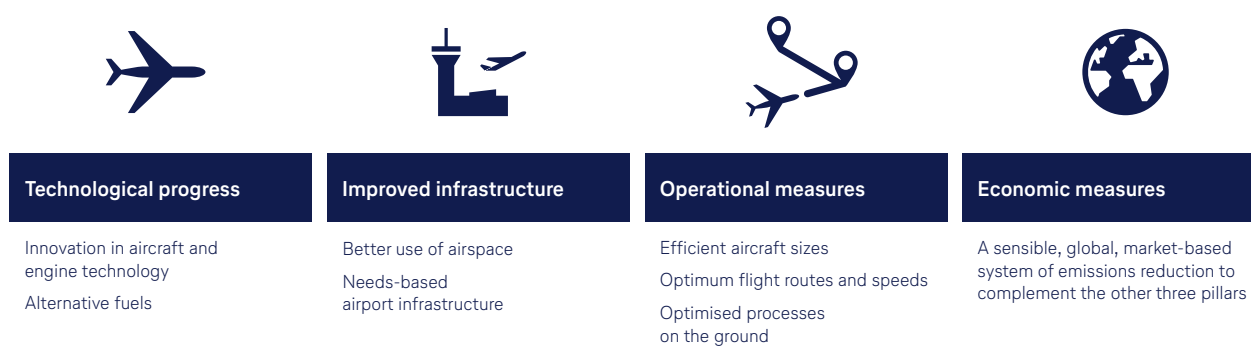 Technological progress
Innovation in aircraft and
engine technology
Alternative fuels
Improved infrastructure
Better use of airspace
Needs-based
airport infrastructure
Operational measures
Efficient aircraft sizes
Optimum flight routes and speeds
Optimised processes
on the ground
Economic measures
A sensible, global, market-based
system of emissions reduction to
complement the other three pillars